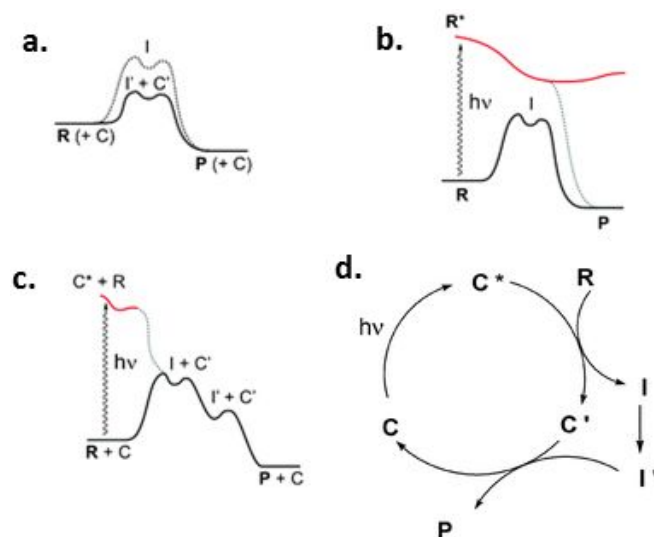 a.
I
I' + C'
R (+ C)
P (+ C)
b.
R*
hν
I
R
P
c.
C* + R
hν
I + C'
I' + C'
R + C
P + C
d.
C*
R
hν
I
C
C'
I'
P